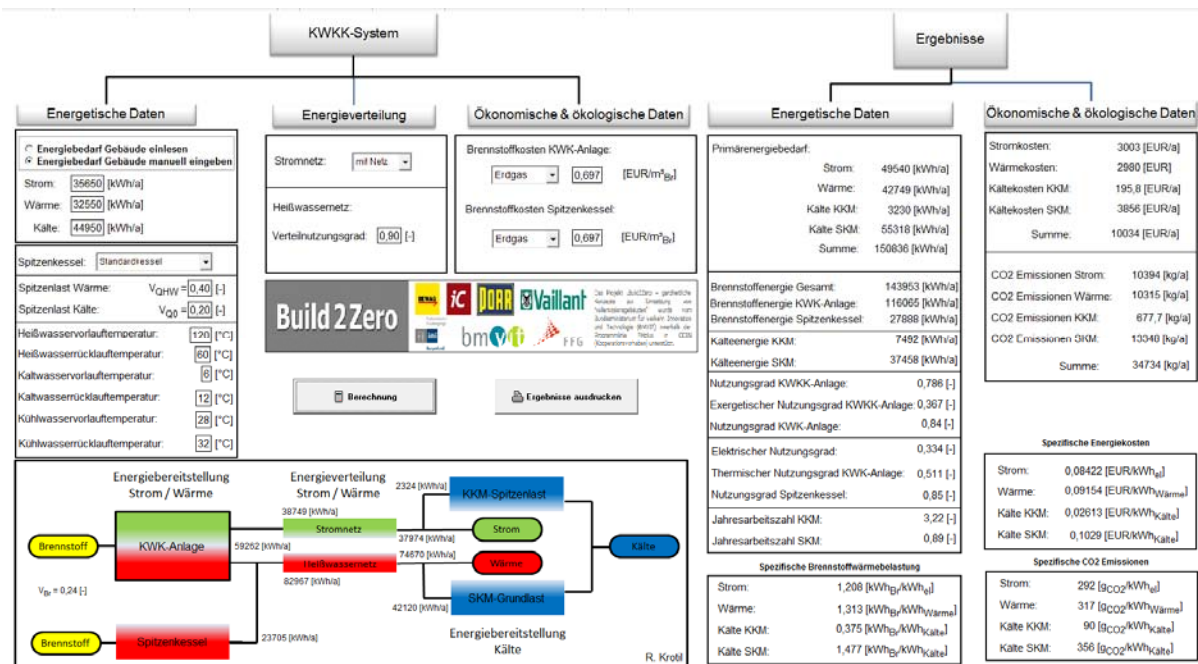 KWKK-System
Energetische Daten
Energiebedarf Gebäude einlesen
Energiebedarf Gebäude manuell eingeben
Strom: 35650 [kWh/a]
Wärme: 32550 [kWh/a]
Kälte: 44950 [kWh/a]
Spitzenkessel: Standardkessel
Spitzenlast Wärme: VQHW = 0,40 [-]
Spitzenlast Kälte: VQ0 = 0,20 [-]
Heißwasservorlauftemperatur: 120 [°C]
Heißwasserrücklauftemperatur: 60 [°C]
Kaltwasservorlauftemperatur: 6 [°C]
Kaltwasserrücklauftemperatur: 12 [°C]
Kühlwasservorlauftemperatur: 28 [°C]
Kühlwasserrücklauftemperatur: 32 [°C]
Energieverteilung
Stromnetz: mit Netz
Heißwassernetz:
Verteilnutzungsgrad: 0,90 [-]
Ökonomische & ökologische Daten
Brennstoffkosten KWK-Anlage:
Erdgas 0,697 [EUR/m³Br]
Brennstoffkosten Spitzenkessel:
Erdgas 0,697 [EUR/m³Br]
Build2Zero
BEWAG iC PORR Vaillant
bmvit FFG
Berechnung
Ergebnisse ausdrucken
Energiebereitstellung
Strom / Wärme
Energieverteilung
Strom / Wärme
Brennstoff
KWK-Anlage
VBr = 0,24 [-]
Brennstoff
Spitzenkessel
38749 [kWh/a]
59262 [kWh/a]
23705 [kWh/a]
Stromnetz
Heißwassernetz
82967 [kWh/a]
2324 [kWh/a]
37974 [kWh/a]
74670 [kWh/a]
42120 [kWh/a]
KKM-Spitzenlast
Strom
Wärme
SKM-Grundlast
Kälte
Energiebereitstellung
Kälte
R. Krotil
Ergebnisse
Energetische Daten
Primärenergiebedarf:
Strom: 49540 [kWh/a]
Wärme: 42749 [kWh/a]
Kälte KKM: 3230 [kWh/a]
Kälte SKM: 55318 [kWh/a]
Summe: 150836 [kWh/a]
Brennstoffenergie Gesamt: 143953 [kWh/a]
Brennstoffenergie KWK-Anlage: 116065 [kWh/a]
Brennstoffenergie Spitzenkessel: 27888 [kWh/a]
Kälteenergie KKM: 7492 [kWh/a]
Kälteenergie SKM: 37458 [kWh/a]
Nutzungsgrad KWKK-Anlage: 0,786 [-]
Exergetischer Nutzungsgrad KWKK-Anlage: 0,367 [-]
Nutzungsgrad KWK-Anlage: 0,84 [-]
Elektrischer Nutzungsgrad: 0,334 [-]
Thermischer Nutzungsgrad KWK-Anlage: 0,511 [-]
Nutzungsgrad Spitzenkessel: 0,85 [-]
Jahresarbeitszahl KKM: 3,22 [-]
Jahresarbeitszahl SKM: 0,89 [-]
Spezifische Brennstoffwärmebelastung
Strom: 1,208 [kWhBr/kWhel]
Wärme: 1,313 [kWhBr/kWhWärme]
Kälte KKM: 0,375 [kWhBr/kWhKälte]
Kälte SKM: 1,477 [kWhBr/kWhKälte]
Ökonomische & ökologische Daten
Stromkosten: 3003 [EUR/a]
Wärmekosten: 2980 [EUR]
Kältekosten KKM: 195,8 [EUR/a]
Kältekosten SKM: 3856 [EUR/a]
Summe: 10034 [EUR/a]
CO2 Emissionen Strom: 10394 [kg/a]
CO2 Emissionen Wärme: 10315 [kg/a]
CO2 Emissionen KKM: 677,7 [kg/a]
CO2 Emissionen SKM: 13348 [kg/a]
Summe: 34734 [kg/a]
Spezifische Energiekosten
Strom: 0,08422 [EUR/kWhel]
Wärme: 0,09154 [EUR/kWhWärme]
Kälte KKM: 0,02613 [EUR/kWhKälte]
Kälte SKM: 0,1029 [EUR/kWhKälte]
Spezifische CO2 Emissionen
Strom: 292 [gCO2/kWhel]
Wärme: 317 [gCO2/kWhWärme]
Kälte KKM: 90 [gCO2/kWhKälte]
Kälte SKM: 356 [gCO2/kWhKälte]